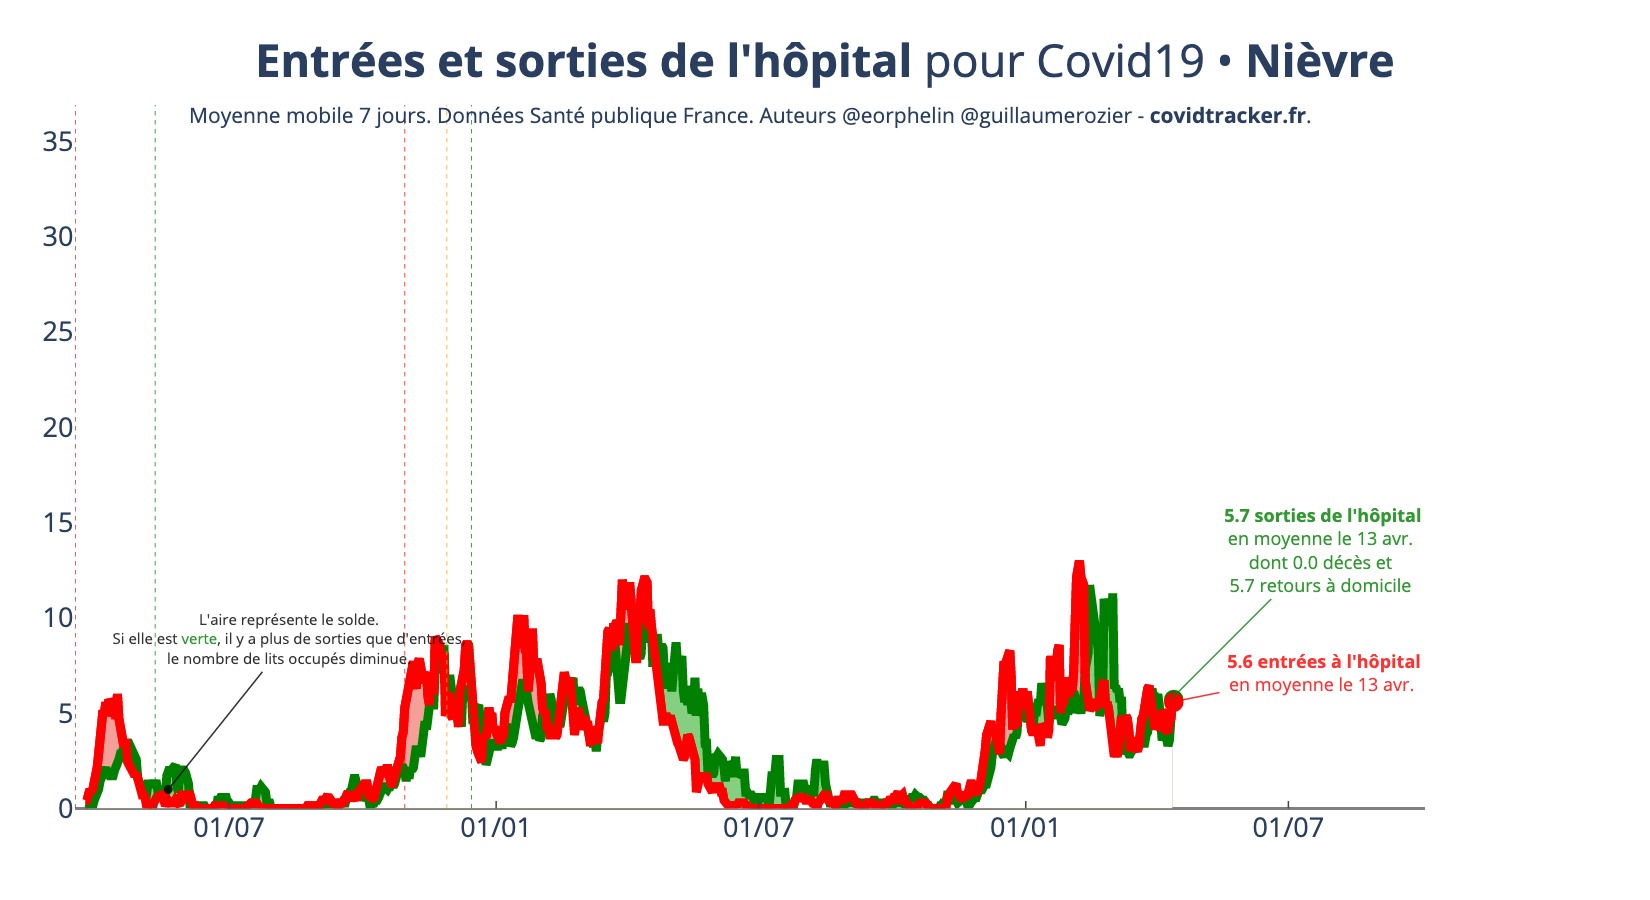 Entrées et sorties de l'hôpital pour Covid19 • Nièvre
Moyenne mobile 7 jours. Données Santé publique France. Auteurs @eorphelin @guillaumerozier - covidtracker.fr.
35
30
25
20
15
10
5
0
L'aire représente le solde.
Si elle est verte, il y a plus de sorties que d'entrées,
le nombre de lits occupés diminue.
5.7 sorties de l'hôpital
en moyenne le 13 avr.
dont 0.0 décès et
5.7 retours à domicile
5.6 entrées à l'hôpital
en moyenne le 13 avr.
01/07
01/01
01/07
01/01
01/07